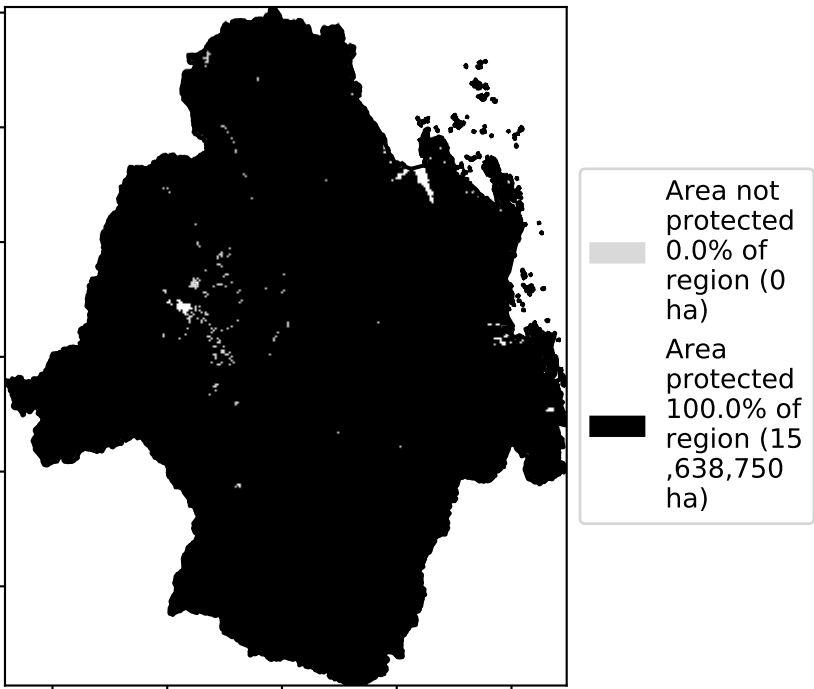 Area not
protected
0.0% of
region (0
ha)
Area
protected
100.0% of
region (15
,638,750
ha)